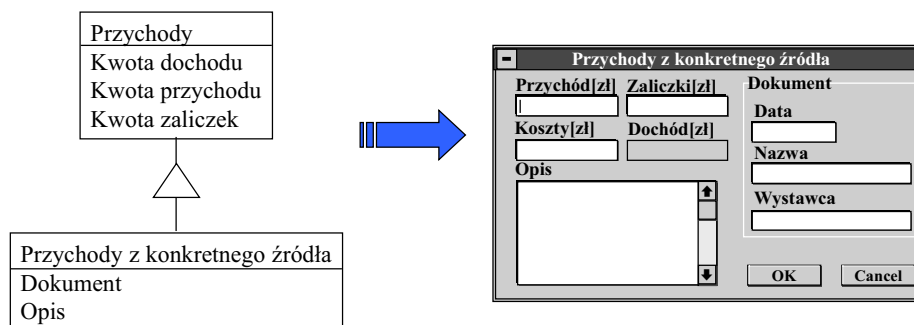 Przychody
Kwota dochodu
Kwota przychodu
Kwota zaliczek
Przychody z konkretnego źródła
Dokument
Opis
Przychody z konkretnego źródła
Przychód[zł] Zaliczki[zł]
Koszty[zł] Dochód[zł]
Opis
Dokument
Data
Nazwa
Wystawca
OK Cancel